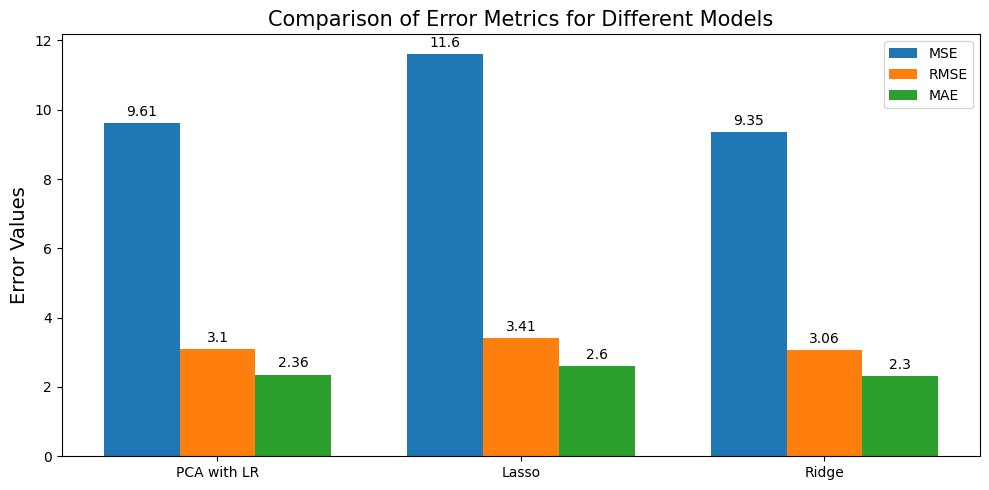 Comparison of Error Metrics for Different Models
12
10
8
6
4
2
0
Error Values
MSE
RMSE
MAE
9.61
3.1
2.36
11.6
3.41
2.6
9.35
3.06
2.3
PCA with LR
Lasso
Ridge